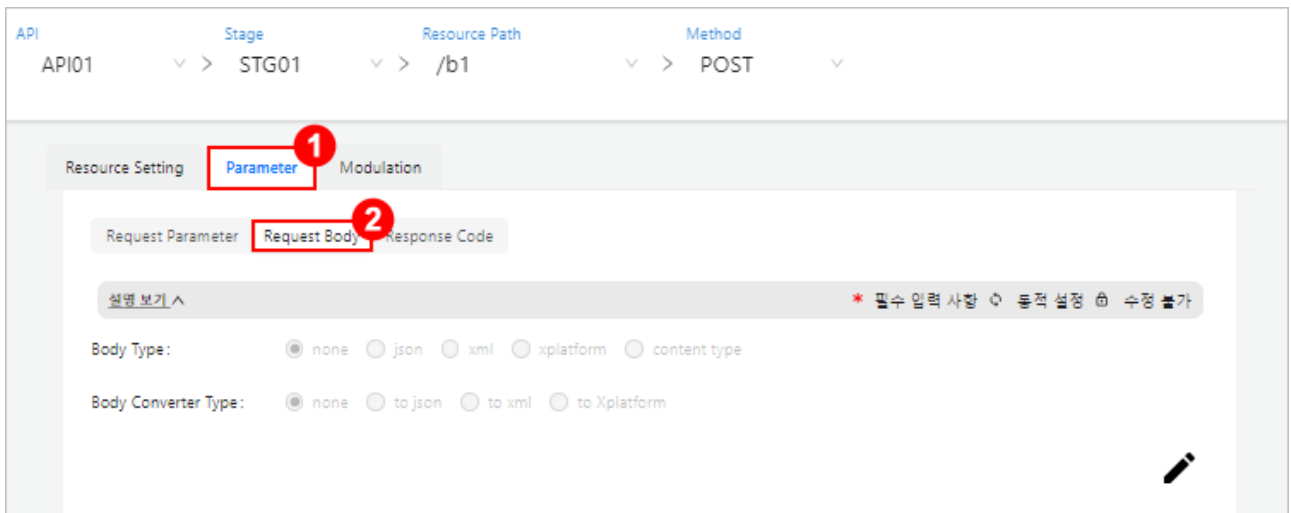 API Stage Resource Path Method
API01 > STG01 > /b1 > POST
1
Resource Setting Parameter Modulation
2
Request Parameter Request Body Response Code
설명 보기 * 필수 입력 사항 동적 설정 수정 불가
Body Type: none json xml xplatform content type
Body Converter Type: none to json to xml to Xplatform